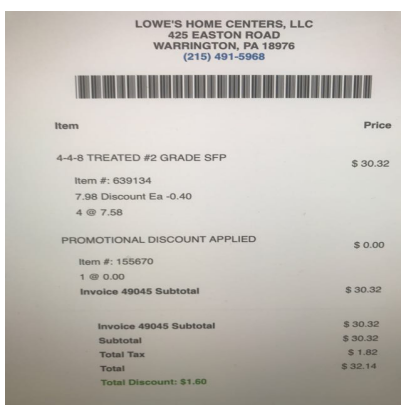 LOWE'S HOME CENTERS, LLC
425 EASTON ROAD
WARRINGTON, PA 18976
(215) 491-5968
Item Price
4-4-8 TREATED #2 GRADE SFP $ 30.32
Item #: 639134
7.98 Discount Ea -0.40
4 @ 7.58
PROMOTIONAL DISCOUNT APPLIED $ 0.00
Item #: 155670
1 @ 0.00
Invoice 49045 Subtotal $ 30.32
Invoice 49045 Subtotal $ 30.32
Subtotal $ 30.32
Total Tax $ 1.82
Total $ 32.14
Total Discount: $1.60